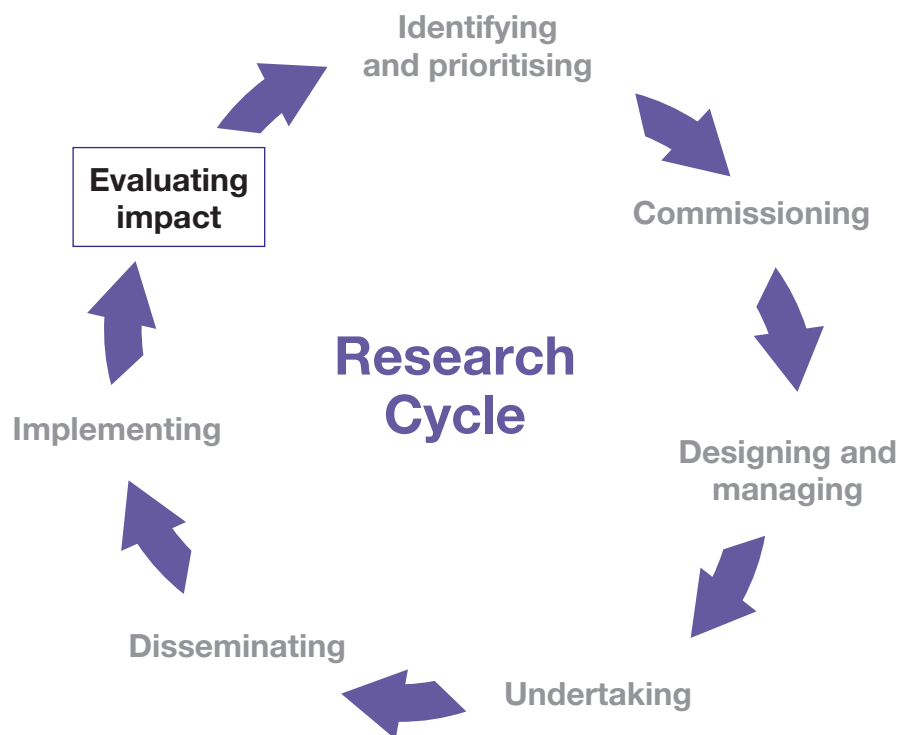 Identifying
and prioritising
Commissioning
Designing and
managing
Undertaking
Disseminating
Implementing
Evaluating
impact
Research
Cycle